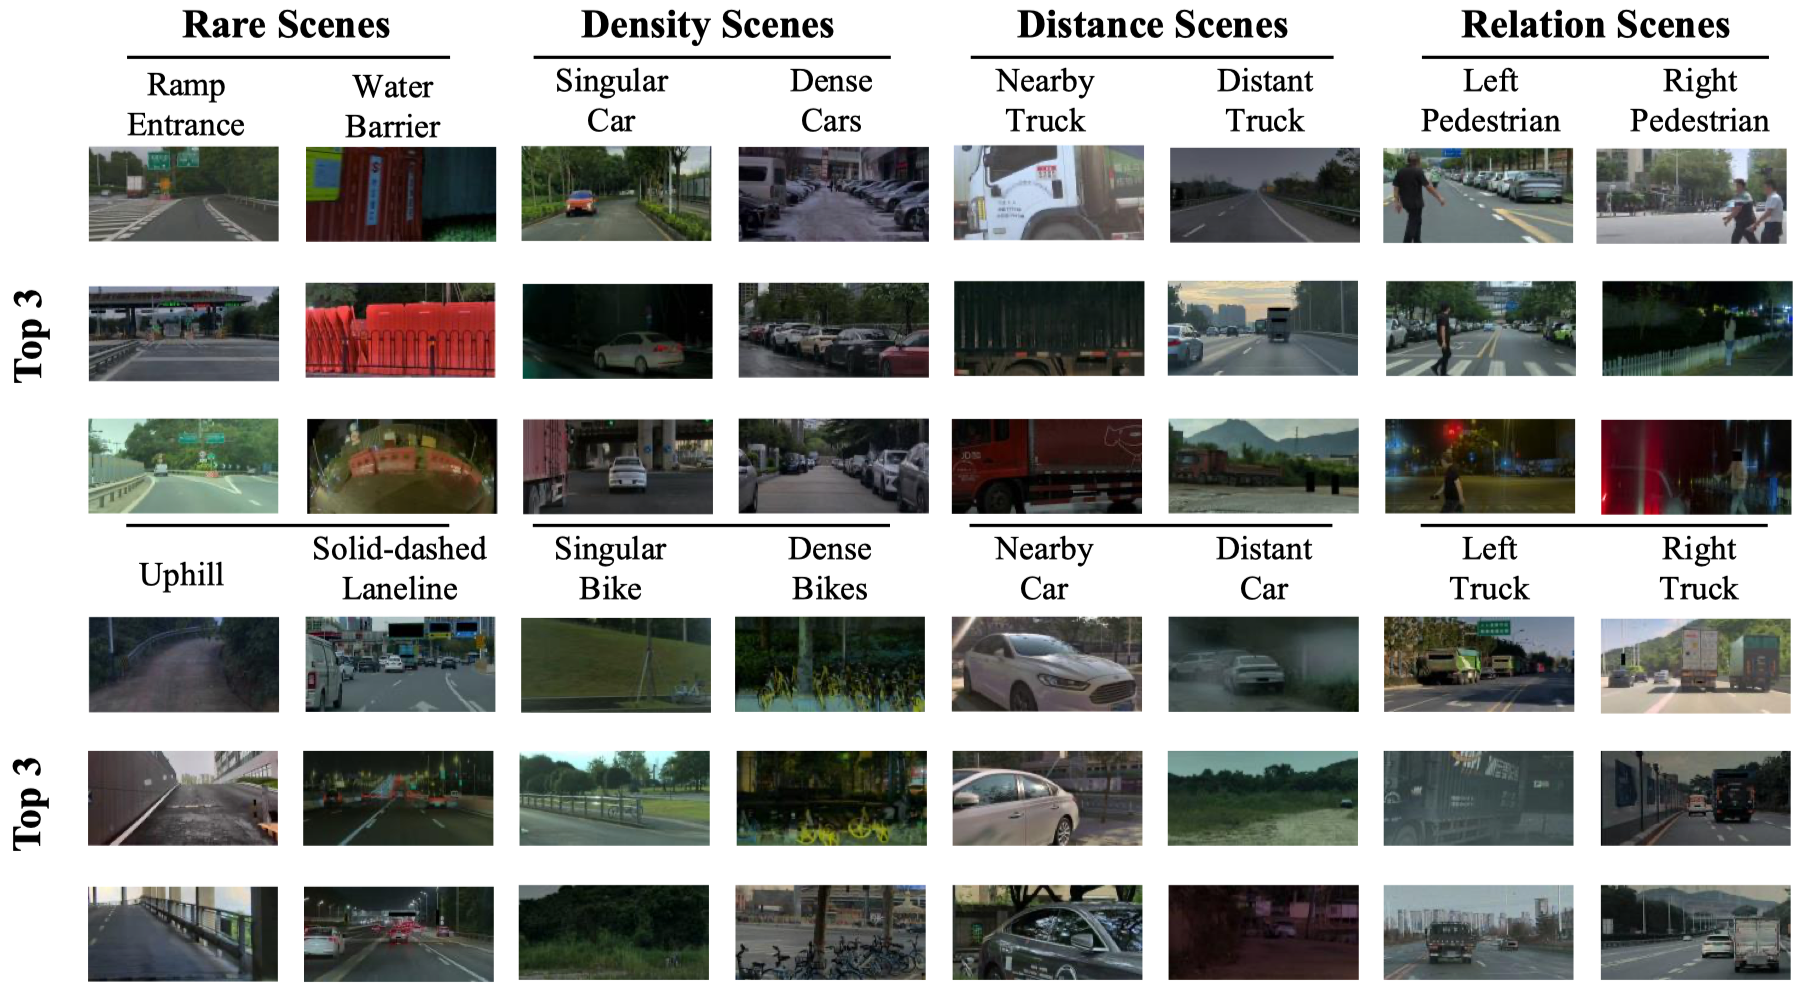 Rare Scenes
Density Scenes
Distance Scenes
Relation Scenes
Ramp
Entrance
Water
Barrier
Singular
Car
Dense
Cars
Nearby
Truck
Distant
Truck
Left
Pedestrian
Right
Pedestrian
Top 3
Uphill
Solid-dashed
Laneline
Singular
Bike
Dense
Bikes
Nearby
Car
Distant
Car
Left
Truck
Right
Truck
Top 3